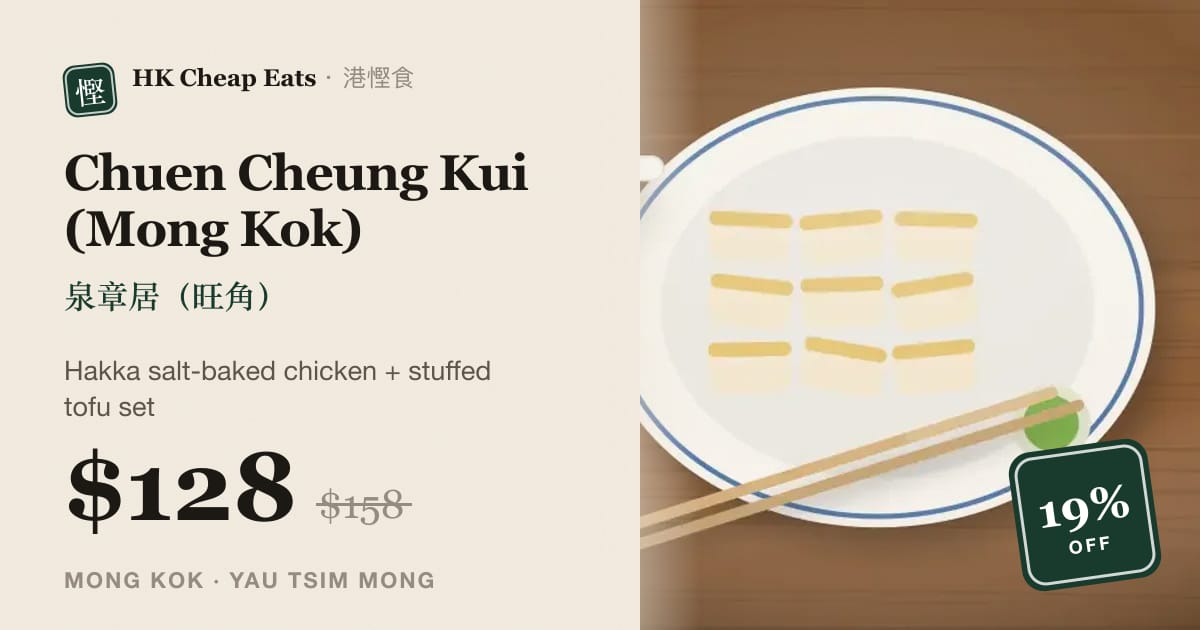 慳
HK Cheap Eats · 港慳食
Chuen Cheung Kui
(Mong Kok)
泉章居（旺角）
Hakka salt-baked chicken + stuffed
tofu set
$128 $158
MONG KOK · YAU TSIM MONG
19%
OFF